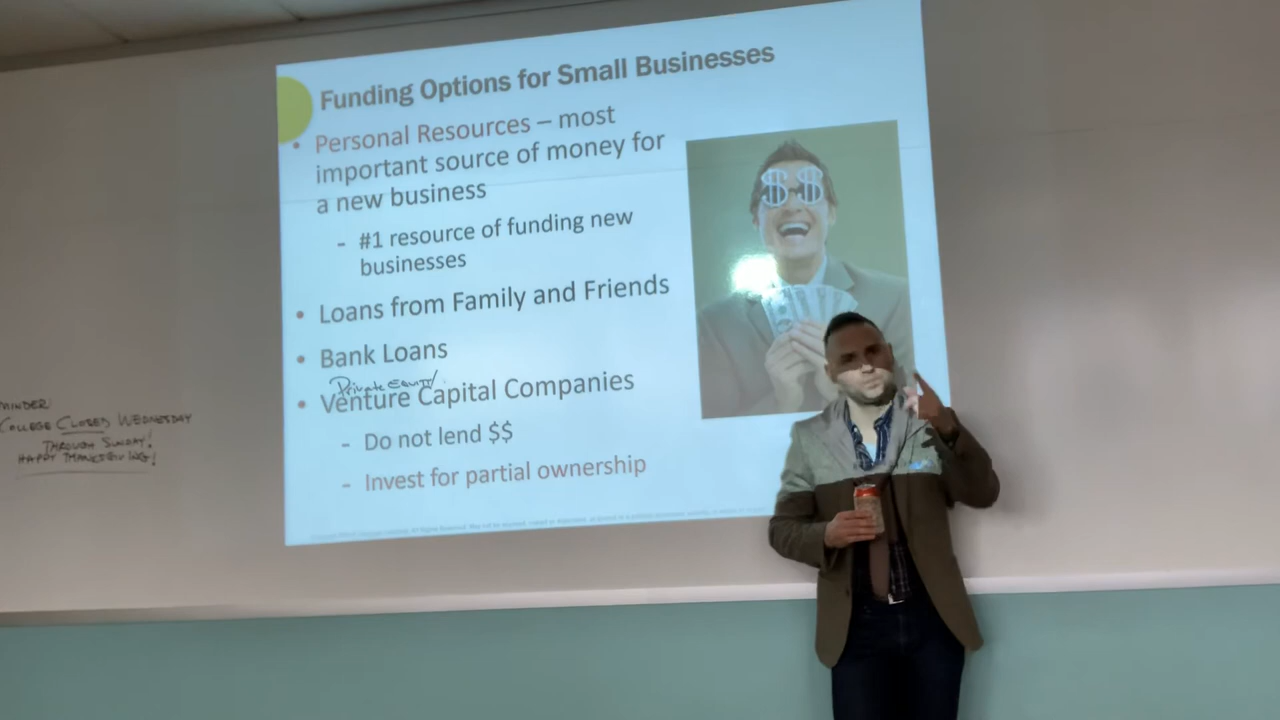 Funding Options for Small Businesses
• Personal Resources – most
important source of money for
a new business
- #1 resource of funding new
businesses
• Loans from Family and Friends
• Bank Loans
Private Equity
• Venture Capital Companies
- Do not lend $$
- Invest for partial ownership
$ $
MINDER:
COLLEGE CLOSED WEDNESDAY
THROUGH SUNDAY!
HAPPY THANKSGIVING!